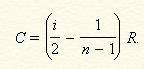 C = (i/2 − 1/(n − 1)) R.